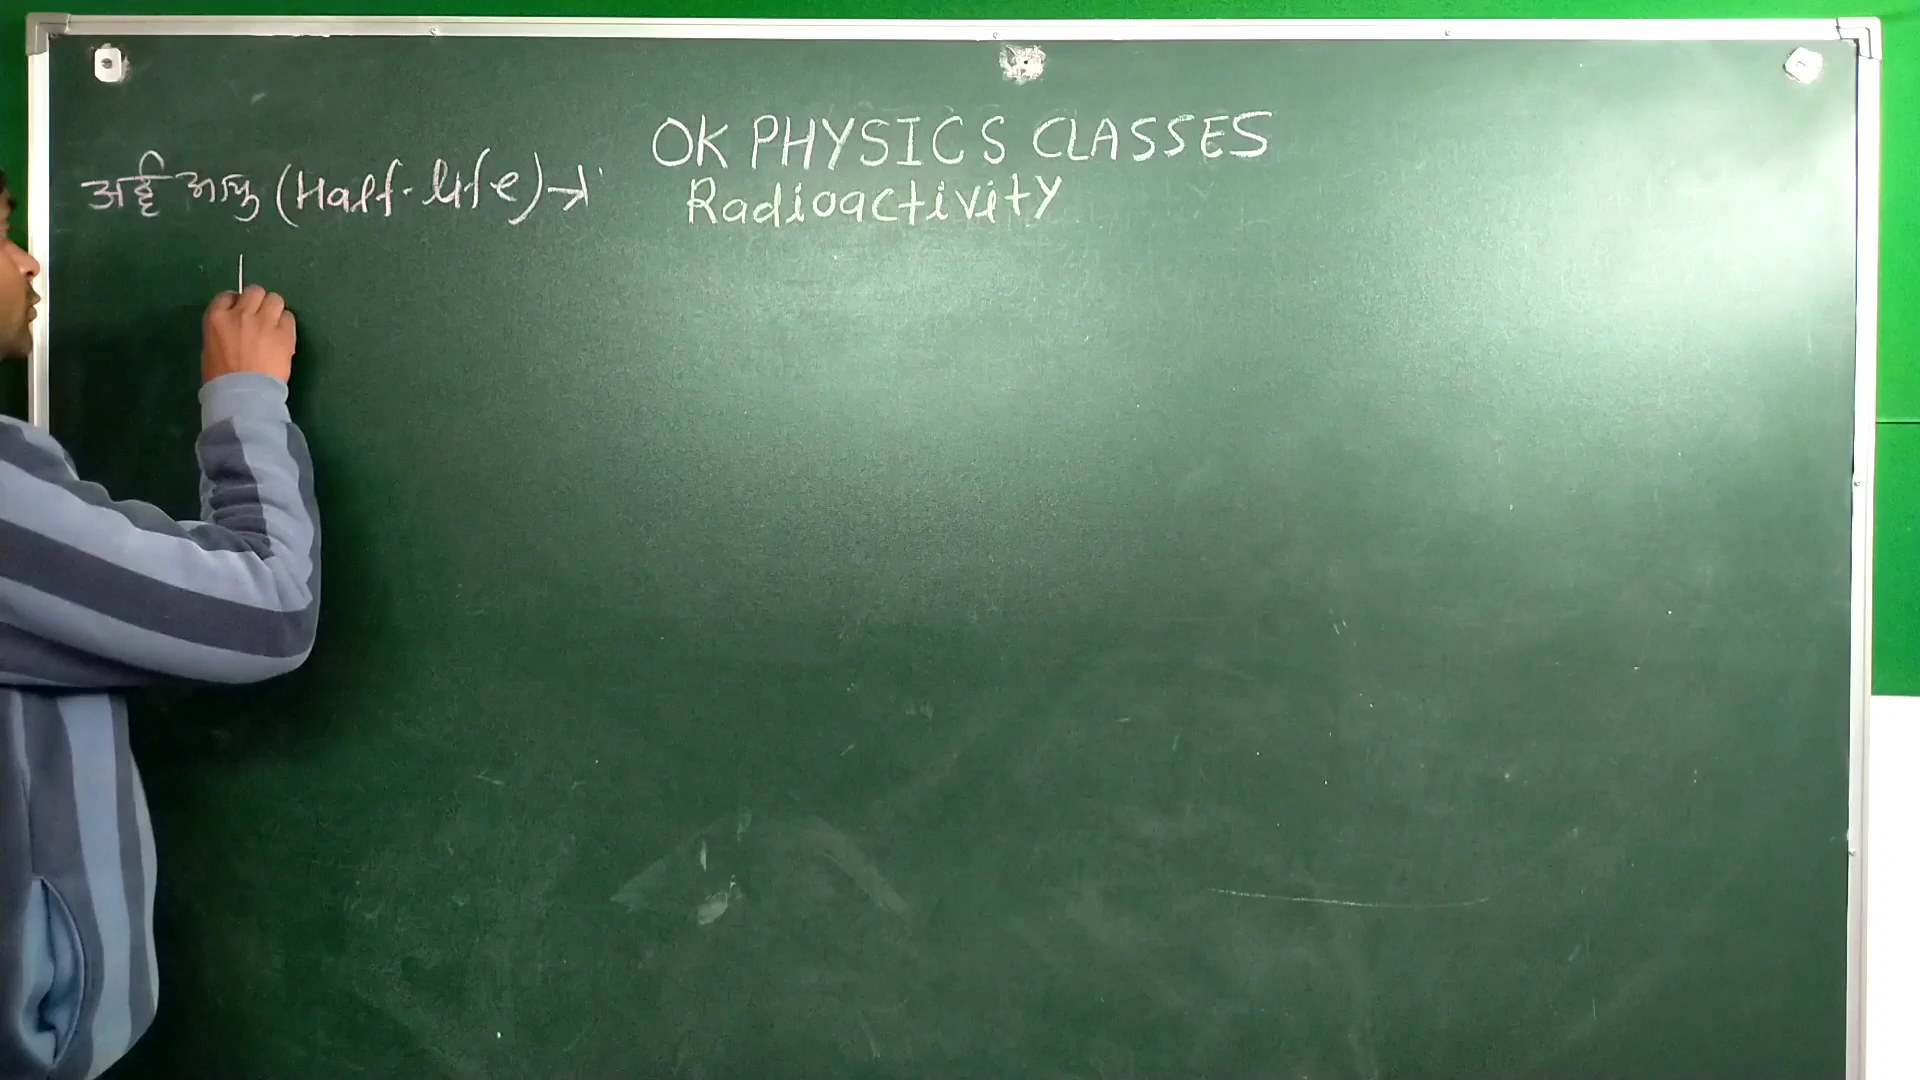 OK PHYSICS CLASSES
Radioactivity
अर्द्ध आयु (Half-life) →